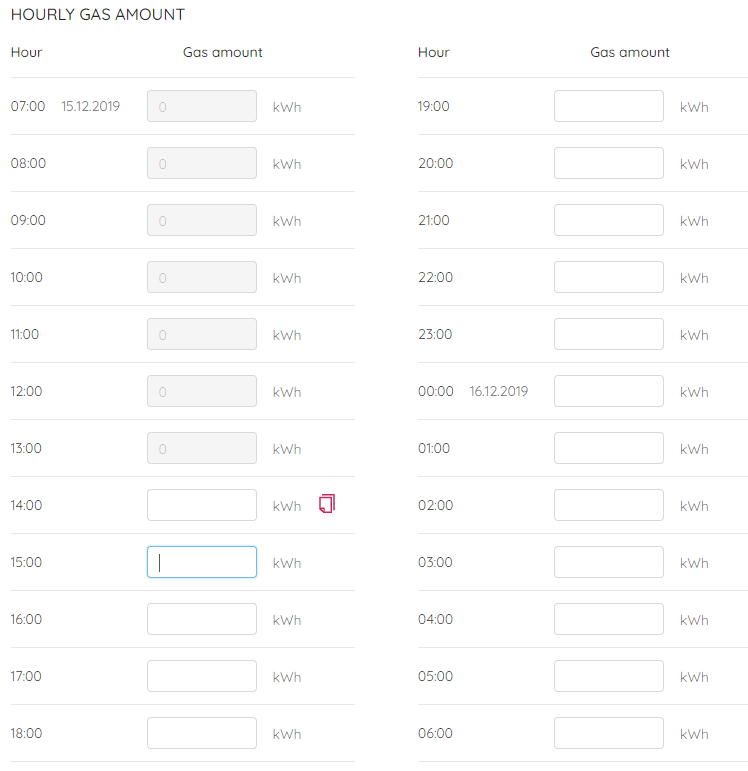 HOURLY GAS AMOUNT
Hour Gas amount
07:00 15.12.2019 0 kWh
08:00 0 kWh
09:00 0 kWh
10:00 0 kWh
11:00 0 kWh
12:00 0 kWh
13:00 0 kWh
14:00 kWh
15:00 kWh
16:00 kWh
17:00 kWh
18:00 kWh
Hour Gas amount
19:00 kWh
20:00 kWh
21:00 kWh
22:00 kWh
23:00 kWh
00:00 16.12.2019 kWh
01:00 kWh
02:00 kWh
03:00 kWh
04:00 kWh
05:00 kWh
06:00 kWh